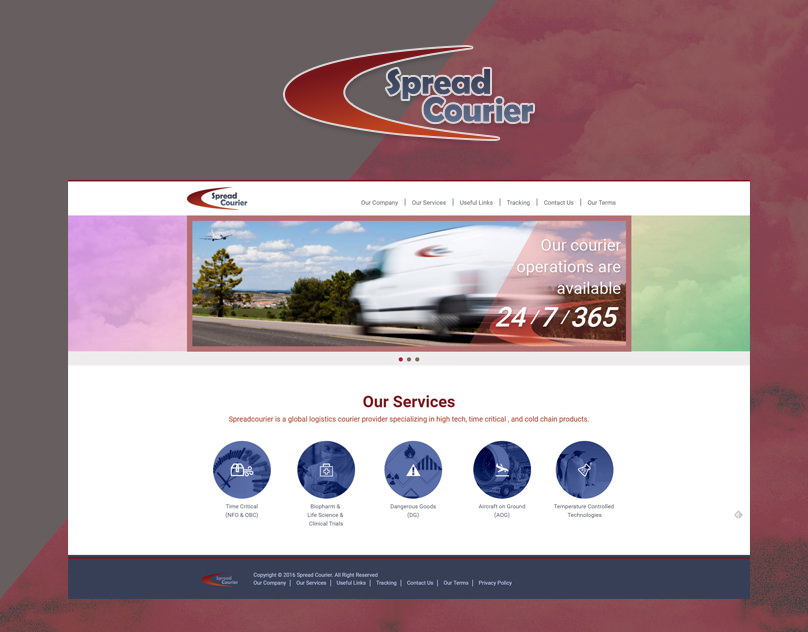 Spread
Courier
Spread
Courier
Our Company | Our Services | Useful Links | Tracking | Contact Us | Our Terms
Our courier
operations are
available
24/7/365
Our Services
Spreadcourier is a global logistics courier provider specializing in high tech, time critical , and cold chain products.
Time Critical
(NFO & OBC)
Biopharm &
Life Science &
Clinical Trials
Dangerous Goods
(DG)
Aircraft on Ground
(AOG)
Temperature Controlled
Technologies
Spread
Courier
Copyright © 2016 Spread Courier. All Right Reserved
Our Company | Our Services | Useful Links | Tracking | Contact Us | Our Terms | Privacy Policy